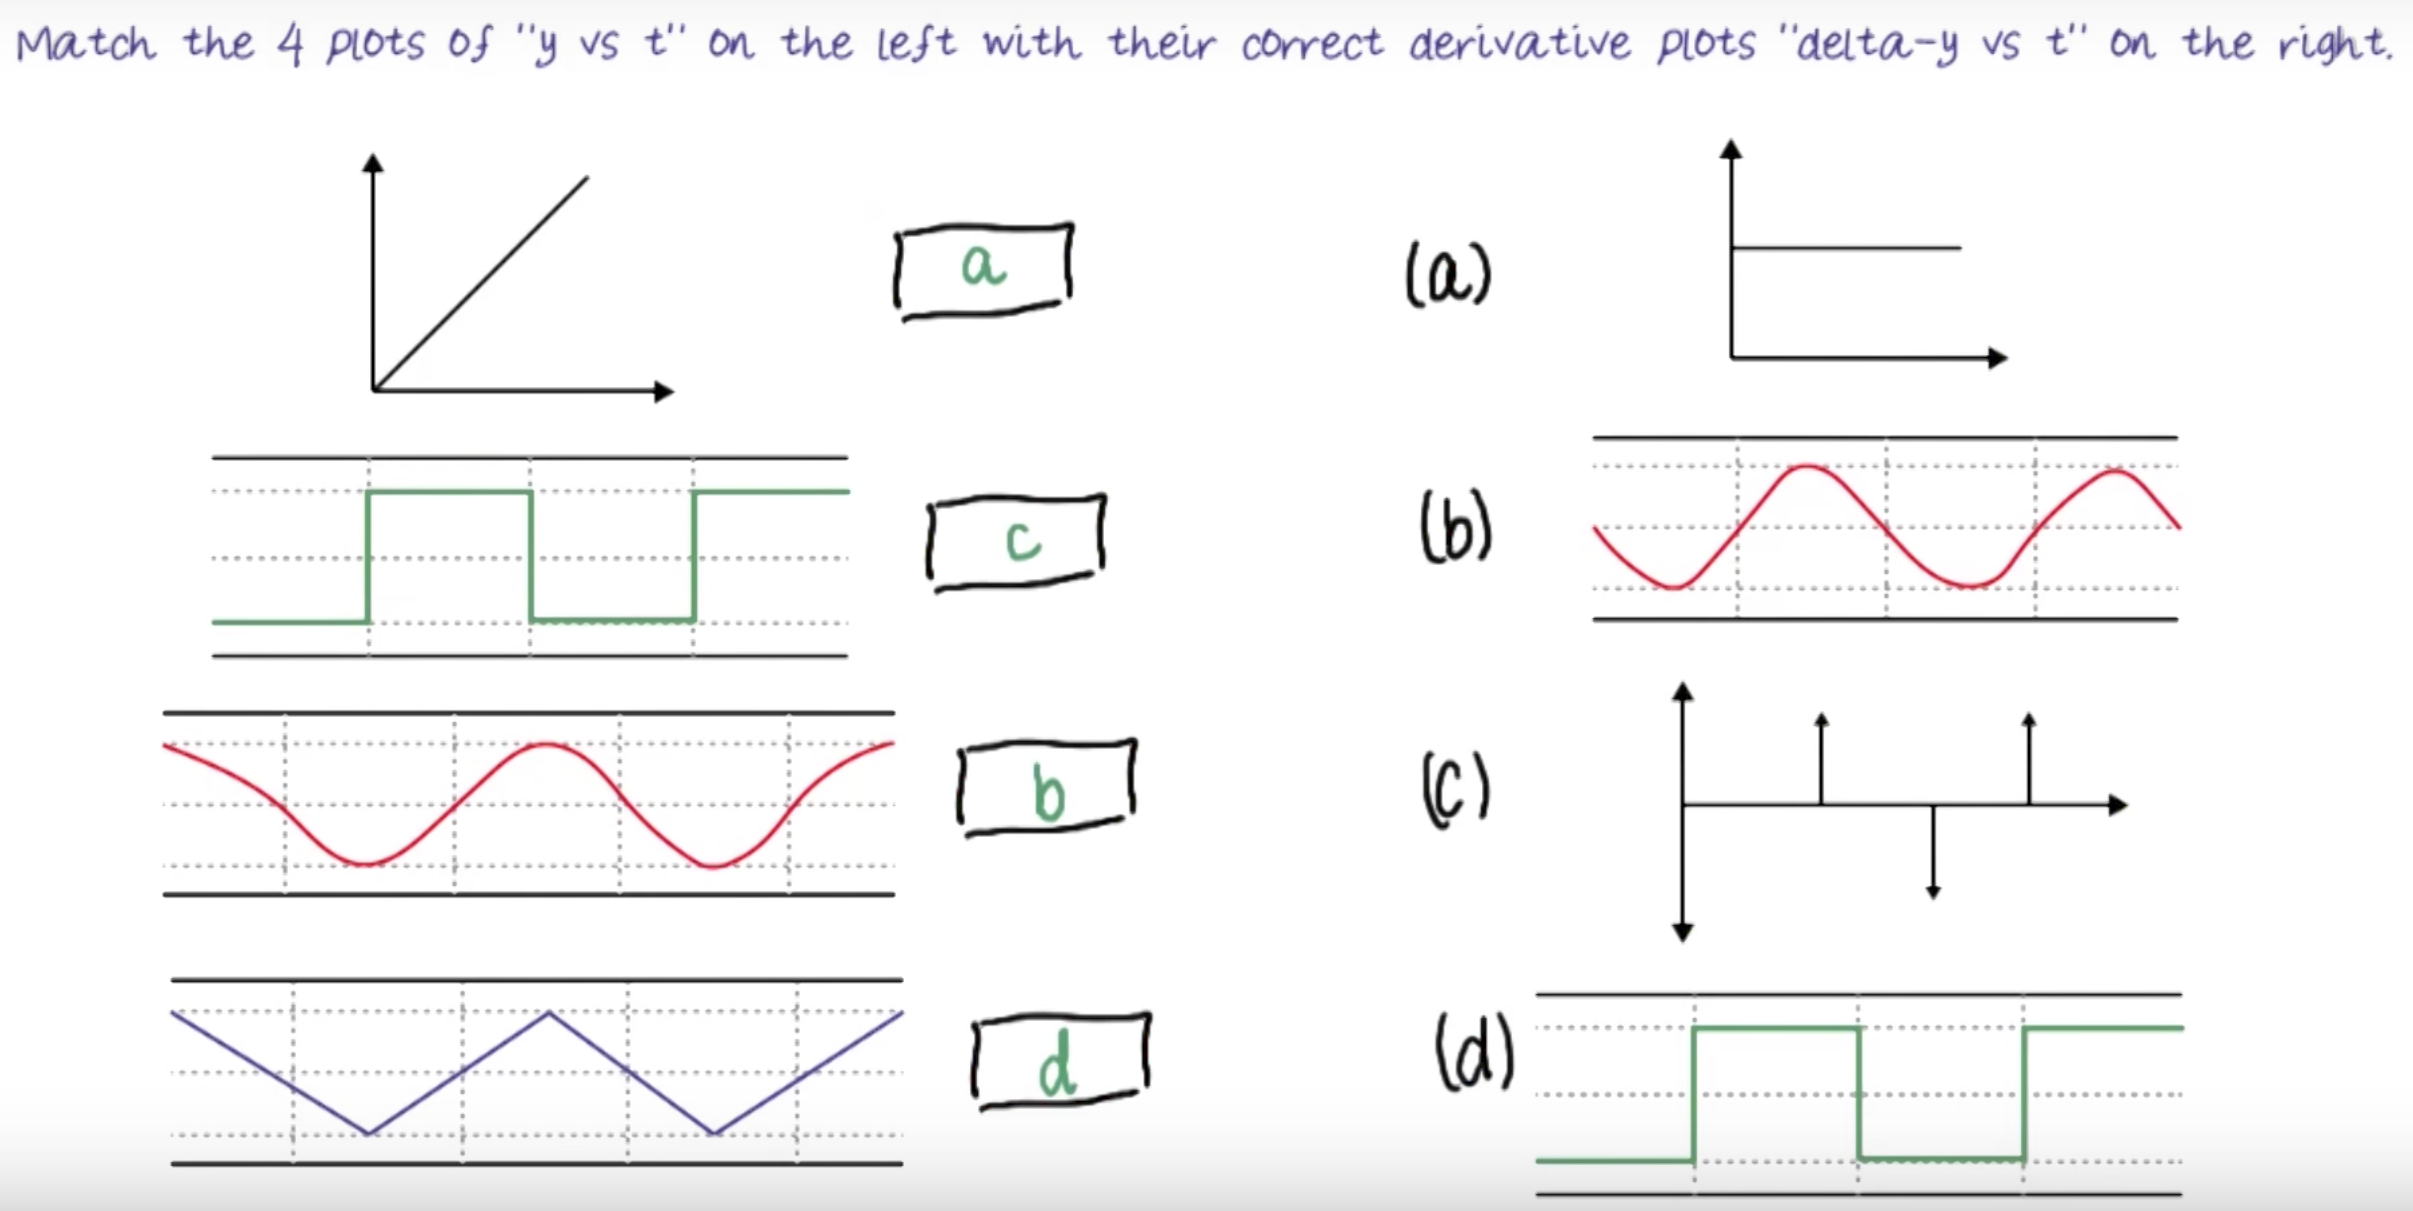 Match the 4 plots of "y vs t" on the left with their correct derivative plots "delta-y vs t" on the right.
a
(a)
c
(b)
b
(c)
d
(d)